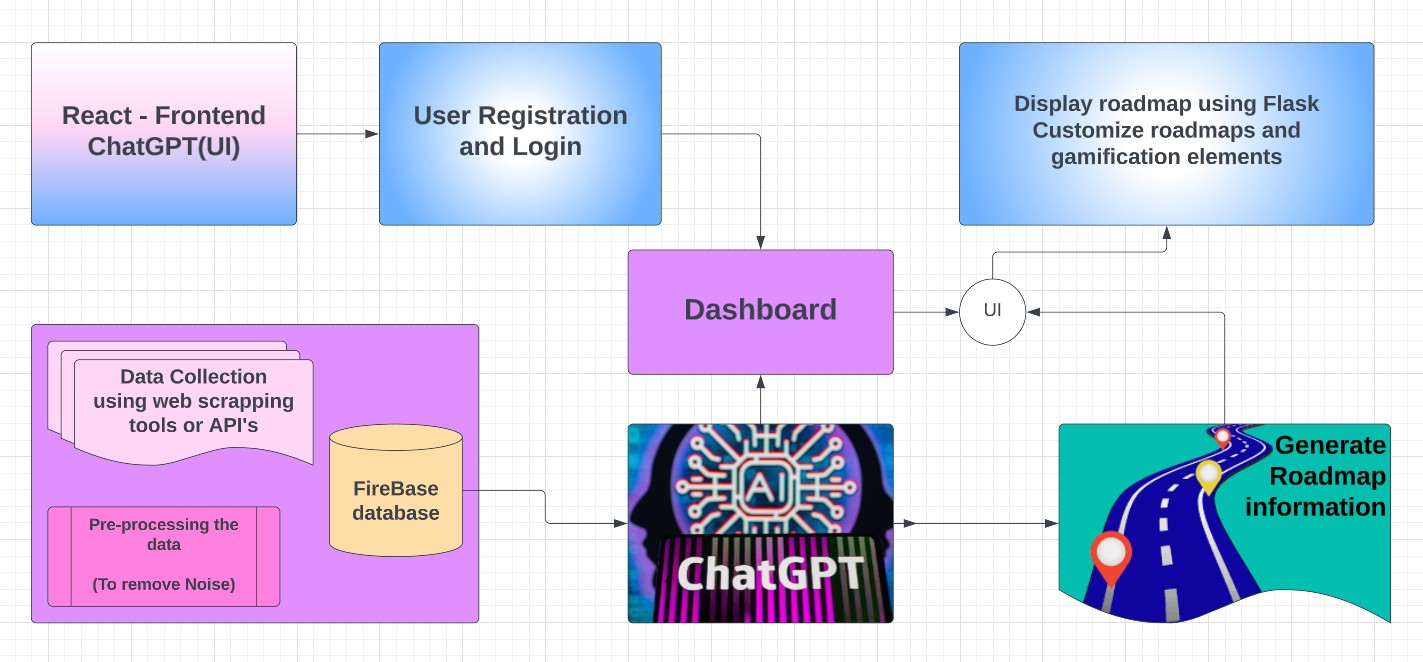 React - Frontend
ChatGPT(UI)
User Registration
and Login
Display roadmap using Flask
Customize roadmaps and
gamification elements
Dashboard
UI
Data Collection
using web scrapping
tools or API's
FireBase
database
Pre-processing the
data
(To remove Noise)
AI
ChatGPT
Generate
Roadmap
information